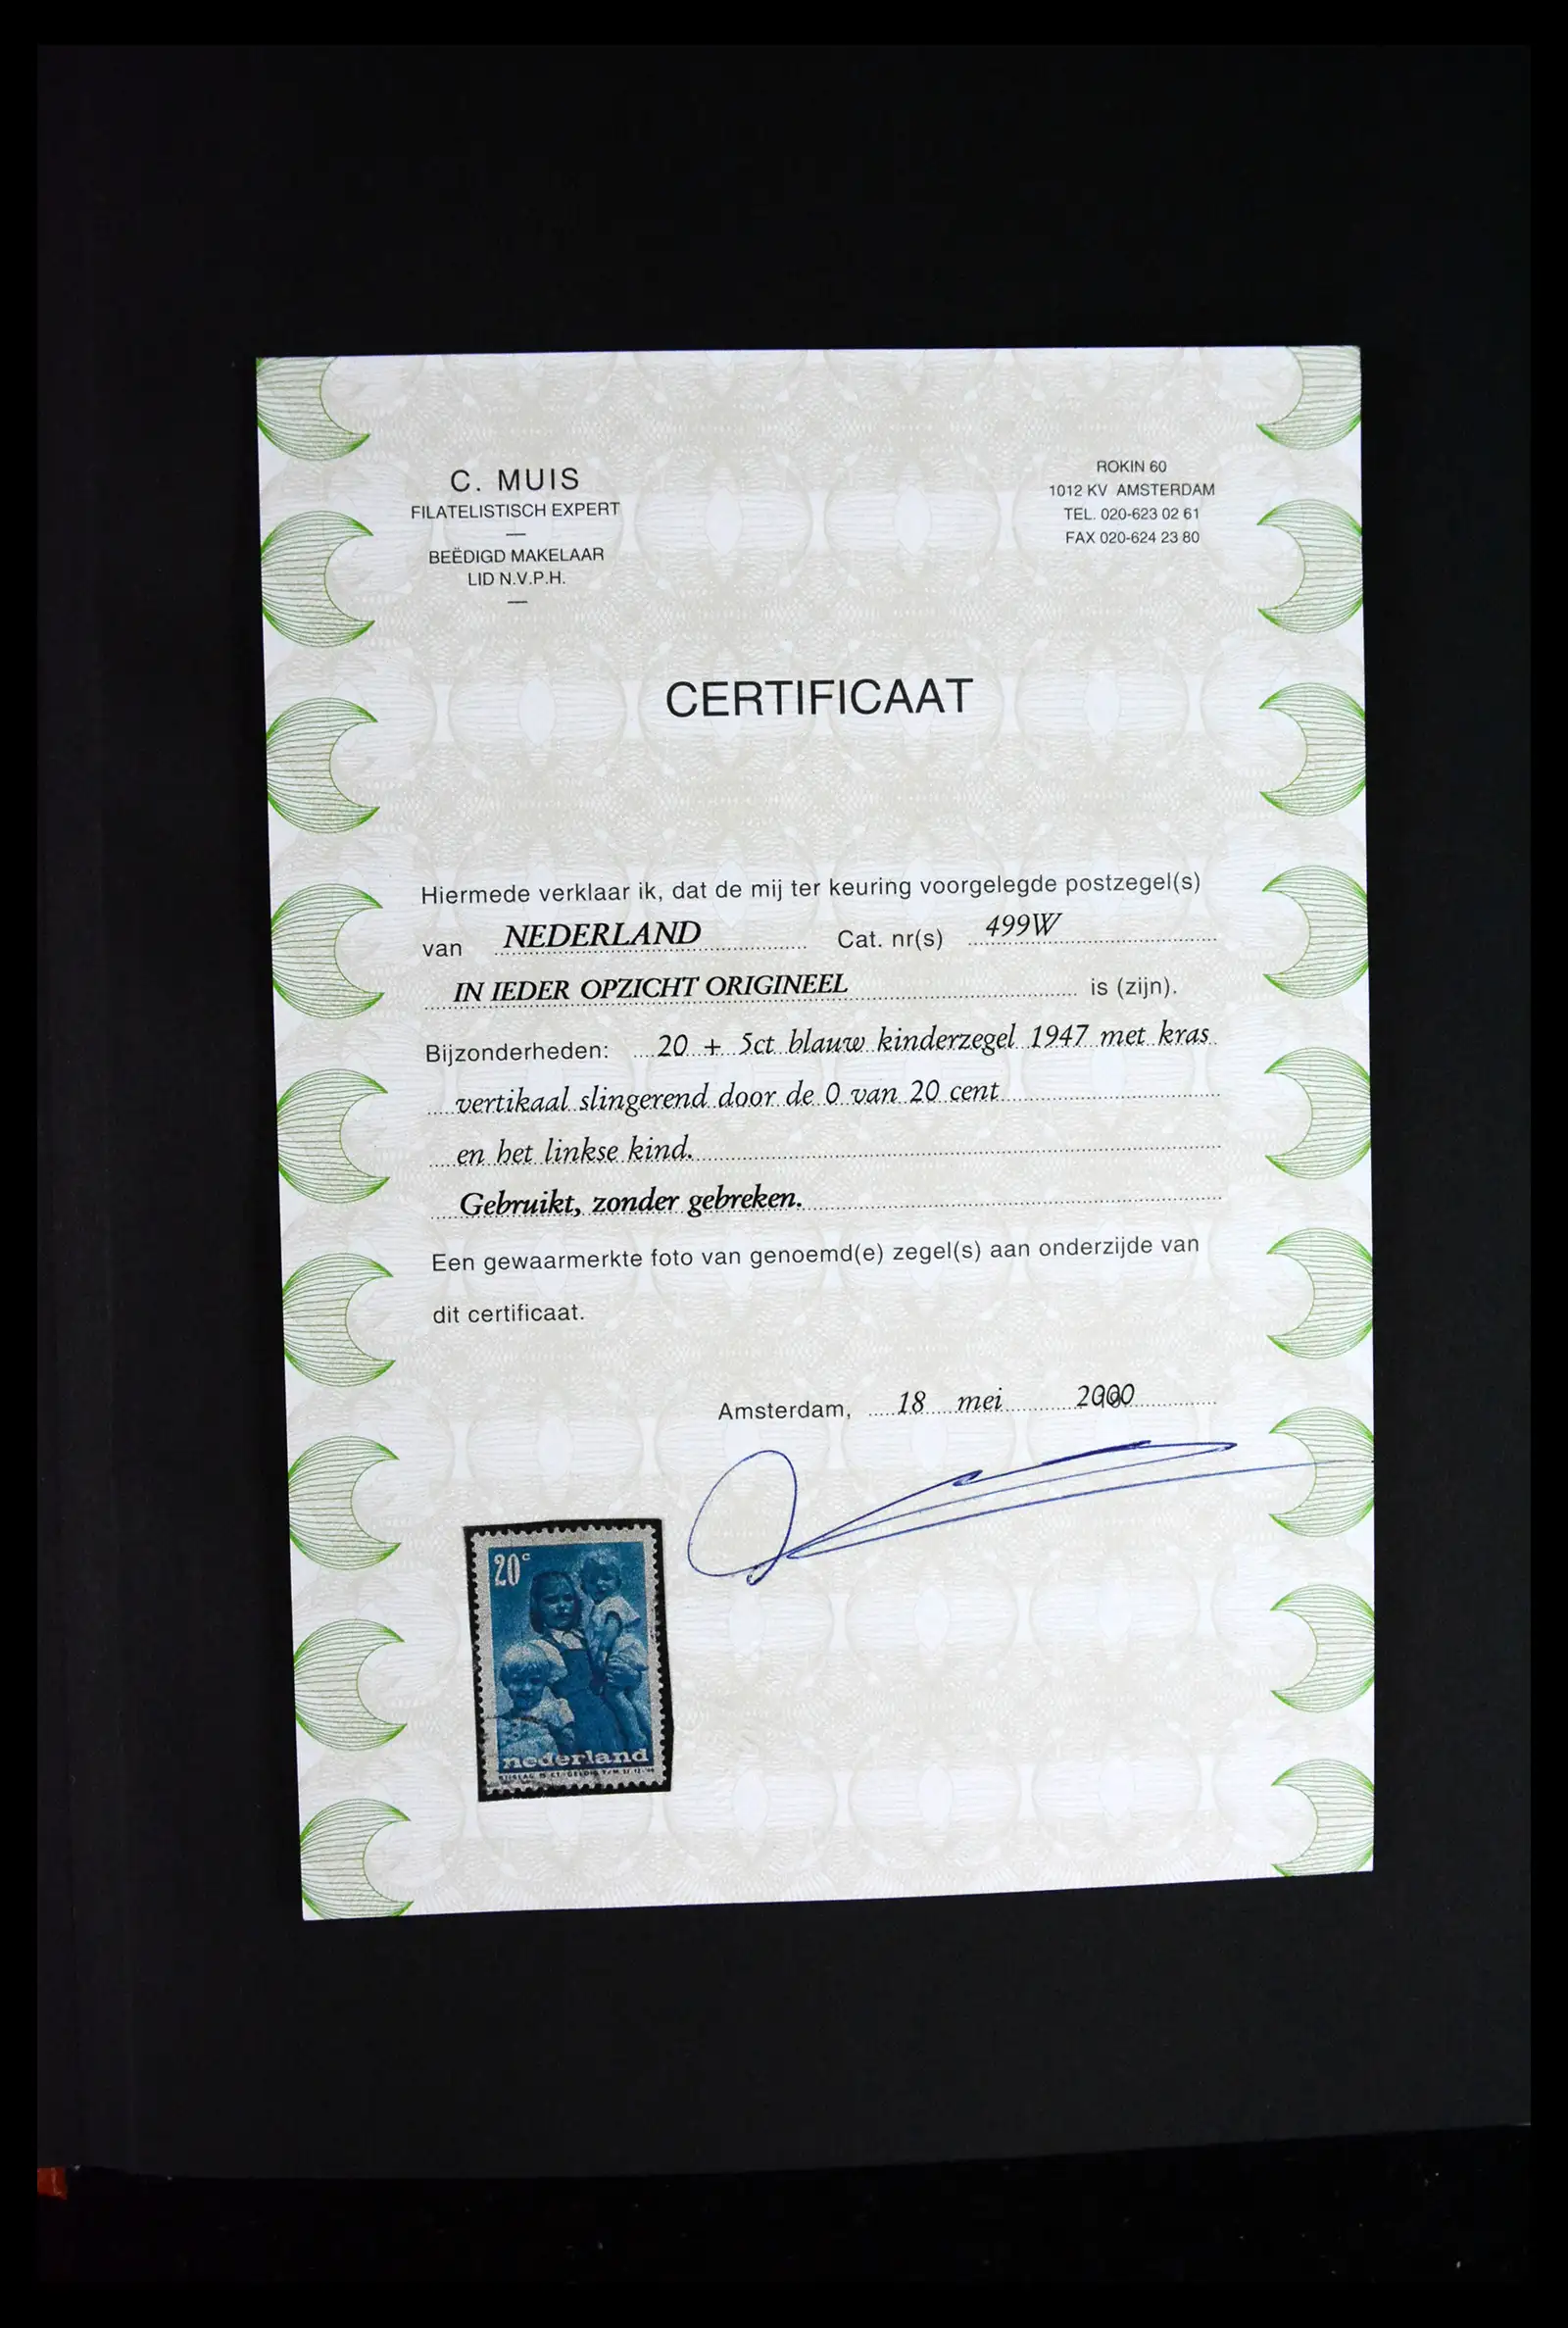 C. MUIS
FILATELISTISCH EXPERT
BEËDIGD MAKELAAR
LID N.V.P.H.
ROKIN 60
1012 KV AMSTERDAM
TEL. 020-623 02 61
FAX 020-624 23 80
CERTIFICAAT
Hiermede verklaar ik, dat de mij ter keuring voorgelegde postzegel(s)
van NEDERLAND Cat. nr(s) 499W
IN IEDER OPZICHT ORIGINEEL is (zijn).
Bijzonderheden: 20 + 5ct blauw kinderzegel 1947 met kras
vertikaal slingerend door de 0 van 20 cent
en het linkse kind.
Gebruikt, zonder gebreken.
Een gewaarmerkte foto van genoemd(e) zegel(s) aan onderzijde van
dit certificaat.
Amsterdam, 18 mei 2000
20c
nederland